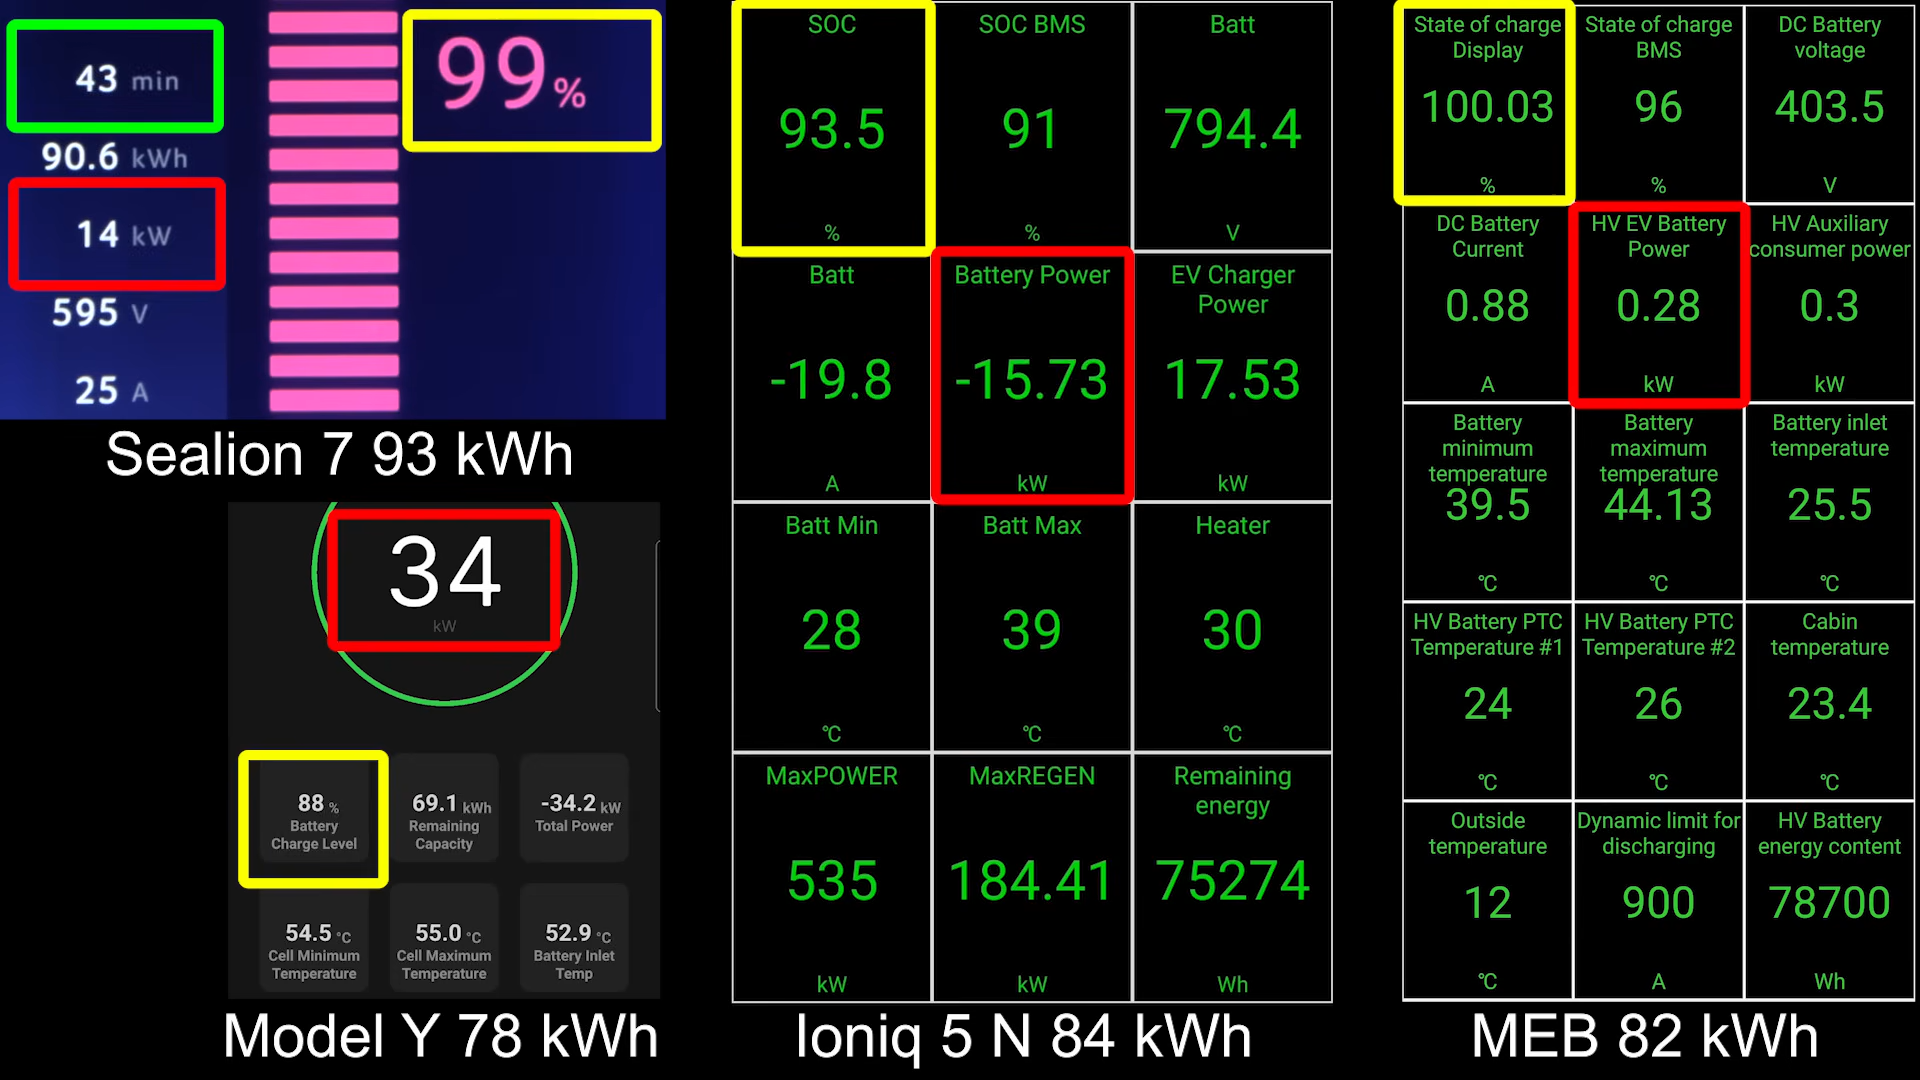 43 min
90.6 kWh
14 kW
595 V
25 A
99%
Sealion 7 93 kWh
34
kW
88 %
Battery
Charge Level
69.1 kWh
Remaining
Capacity
-34.2 kW
Total Power
54.5 °C
Cell Minimum
Temperature
55.0 °C
Cell Maximum
Temperature
52.9 °C
Battery Inlet
Temp
Model Y 78 kWh
SOC
93.5
%
SOC BMS
91
%
Batt
794.4
V
Batt
-19.8
A
Battery Power
-15.73
kW
EV Charger
Power
17.53
kW
Batt Min
28
°C
Batt Max
39
°C
Heater
30
°C
MaxPOWER
535
kW
MaxREGEN
184.41
kW
Remaining
energy
75274
Wh
Ioniq 5 N 84 kWh
State of charge
Display
100.03
%
State of charge
BMS
96
%
DC Battery
voltage
403.5
V
DC Battery
Current
0.88
A
HV EV Battery
Power
0.28
kW
HV Auxiliary
consumer power
0.3
kW
Battery
minimum
temperature
39.5
°C
Battery
maximum
temperature
44.13
°C
Battery inlet
temperature
25.5
°C
HV Battery PTC
Temperature #1
24
°C
HV Battery PTC
Temperature #2
26
°C
Cabin
temperature
23.4
°C
Outside
temperature
12
°C
Dynamic limit for
discharging
900
A
HV Battery
energy content
78700
Wh
MEB 82 kWh